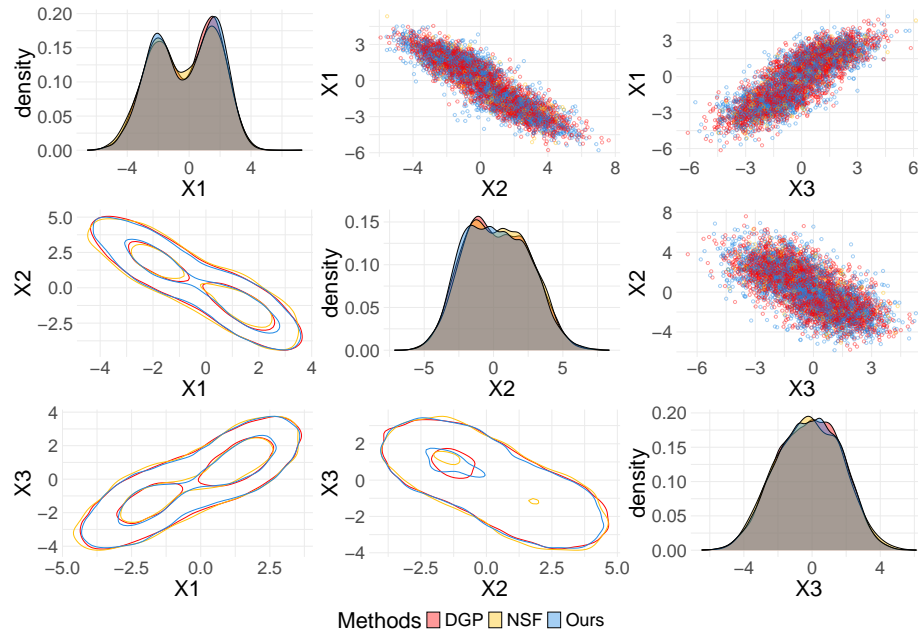 0.20
0.15
0.10
0.05
0.00
density
−4 0 4
X1
3
0
−3
−6
X1
−4 0 4 8
X2
3
0
−3
−6
X1
−6 −3 0 3 6
X3
5.0
2.5
0.0
−2.5
X2
−4 −2 0 2 4
X1
0.15
0.10
0.05
0.00
density
−5 0 5
X2
8
4
0
−4
X2
−6 −3 0 3
X3
4
2
0
−2
−4
X3
−5.0 −2.5 0.0 2.5
X1
2
0
−2
−4
X3
−2.5 0.0 2.5 5.0
X2
0.20
0.15
0.10
0.05
0.00
density
−4 0 4
X3
Methods DGP NSF Ours